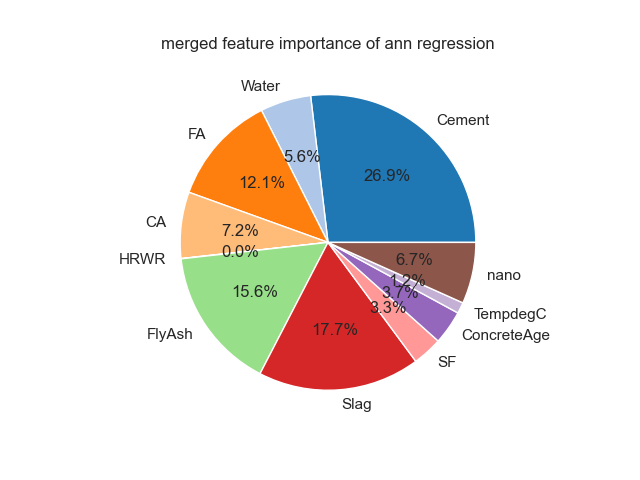 merged feature importance of ann regression
Water
Cement
FA
5.6%
26.9%
12.1%
CA
7.2%
HRWR
0.0%
6.7%
nano
1.2%
15.6%
3.7%
3.3%
TempdegC
FlyAsh
17.7%
ConcreteAge
SF
Slag